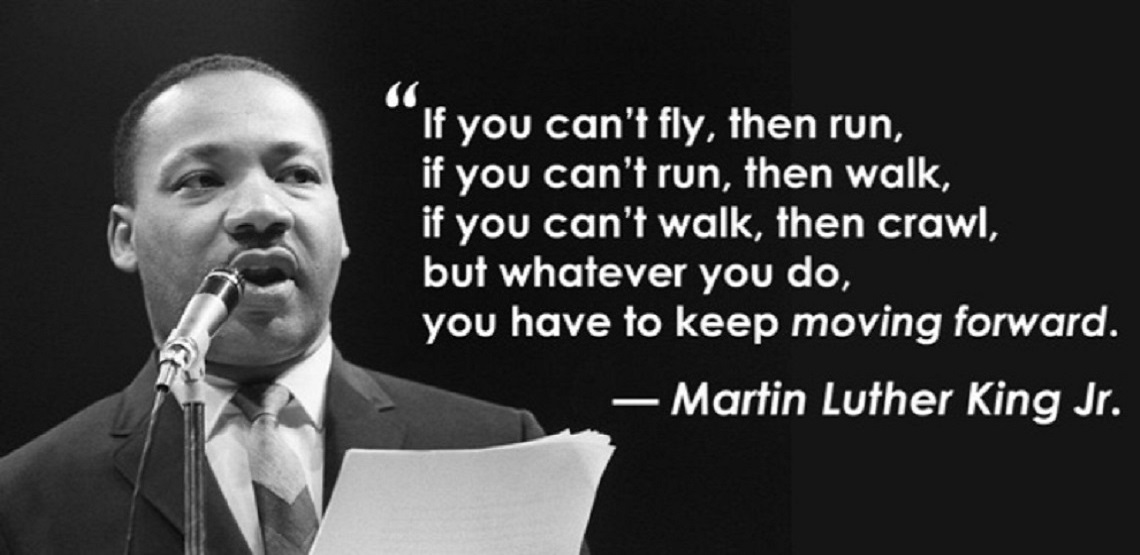 “If you can’t fly, then run,
if you can’t run, then walk,
if you can’t walk, then crawl,
but whatever you do,
you have to keep moving forward.
— Martin Luther King Jr.